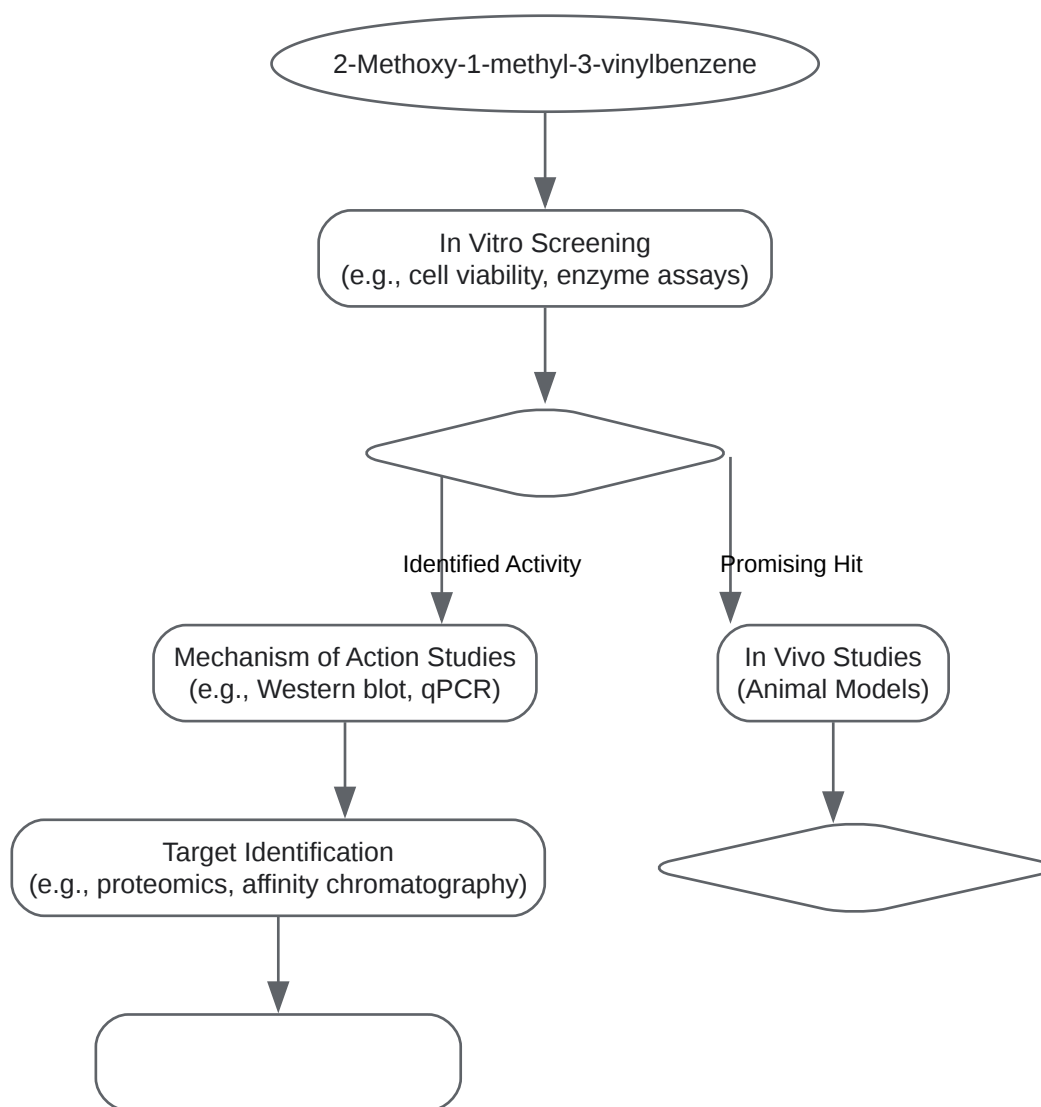 2-Methoxy-1-methyl-3-vinylbenzene
In Vitro Screening
(e.g., cell viability, enzyme assays)
Identified Activity
Promising Hit
Mechanism of Action Studies
(e.g., Western blot, qPCR)
In Vivo Studies
(Animal Models)
Target Identification
(e.g., proteomics, affinity chromatography)